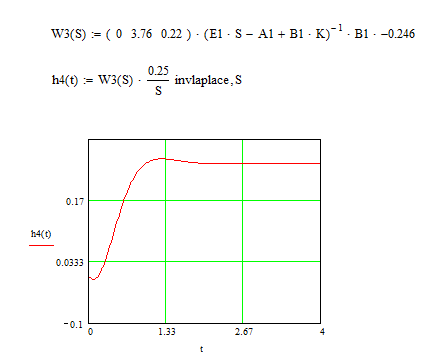 W3(S) := ( 0 3.76 0.22 ) · (E1 · S − A1 + B1 · K)⁻¹ · B1 · −0.246
h4(t) := W3(S) · 0.25/S invlaplace,S
0.17
h4(t)
0.0333
−0.1
0 1.33 2.67 4
t